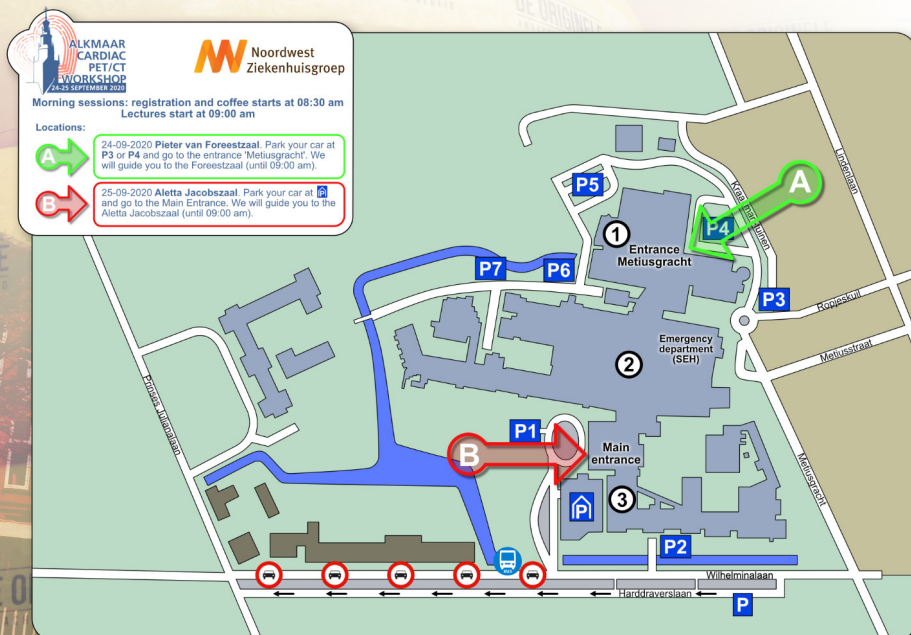 ALKMAAR
CARDIAC
PET/CT
WORKSHOP
24-25 SEPTEMBER 2020
Noordwest
Ziekenhuisgroep
Morning sessions: registration and coffee starts at 08:30 am
Lectures start at 09:00 am
Locations:
A
24-09-2020 Pieter van Foreestzaal. Park your car at
P3 or P4 and go to the entrance 'Metiusgracht'. We
will guide you to the Foreestzaal (until 09:00 am).
B
25-09-2020 Aletta Jacobszaal. Park your car at P
and go to the Main Entrance. We will guide you to the
Aletta Jacobszaal (until 09:00 am).
DE ORIGINELE
Lindenlaan
A
P5
P4
1
Entrance
Metiusgracht
P7
P6
P3
Ropjeskuil
Emergency
department
(SEH)
Metiusstraat
2
Prinses Julianalaan
P1
B
Main
entrance
Metiusgracht
P
3
P2
BUS
Wilhelminalaan
Harddraverslaan
P